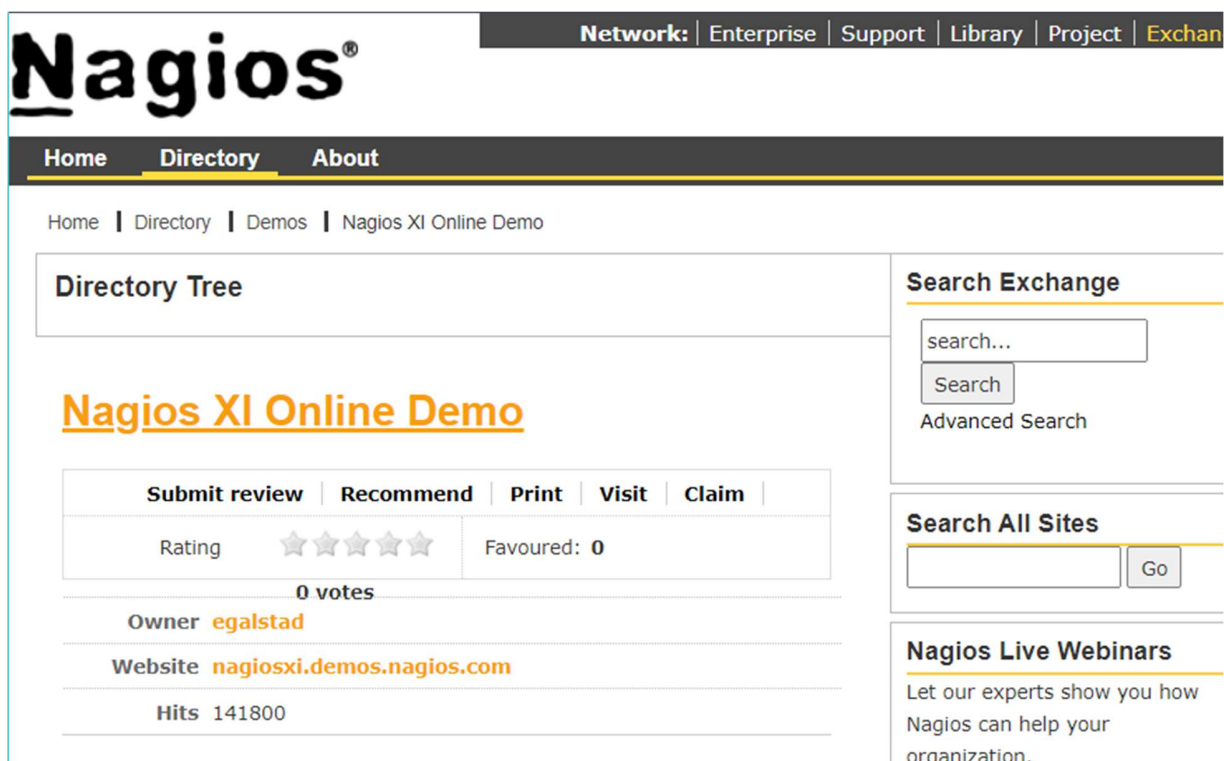 Nagios®
Network: | Enterprise | Support | Library | Project |
Home Directory About
Home | Directory | Demos | Nagios XI Online Demo
Directory Tree
Nagios XI Online Demo
Submit review | Recommend | Print | Visit | Claim |
Rating
Favoured: 0
0 votes
Owner egalstad
Website nagiosxi.demos.nagios.com
Hits 141800
Search Exchange
search...
Search
Advanced Search
Search All Sites
Go
Nagios Live Webinars
Let our experts show you how
Nagios can help your
organization.